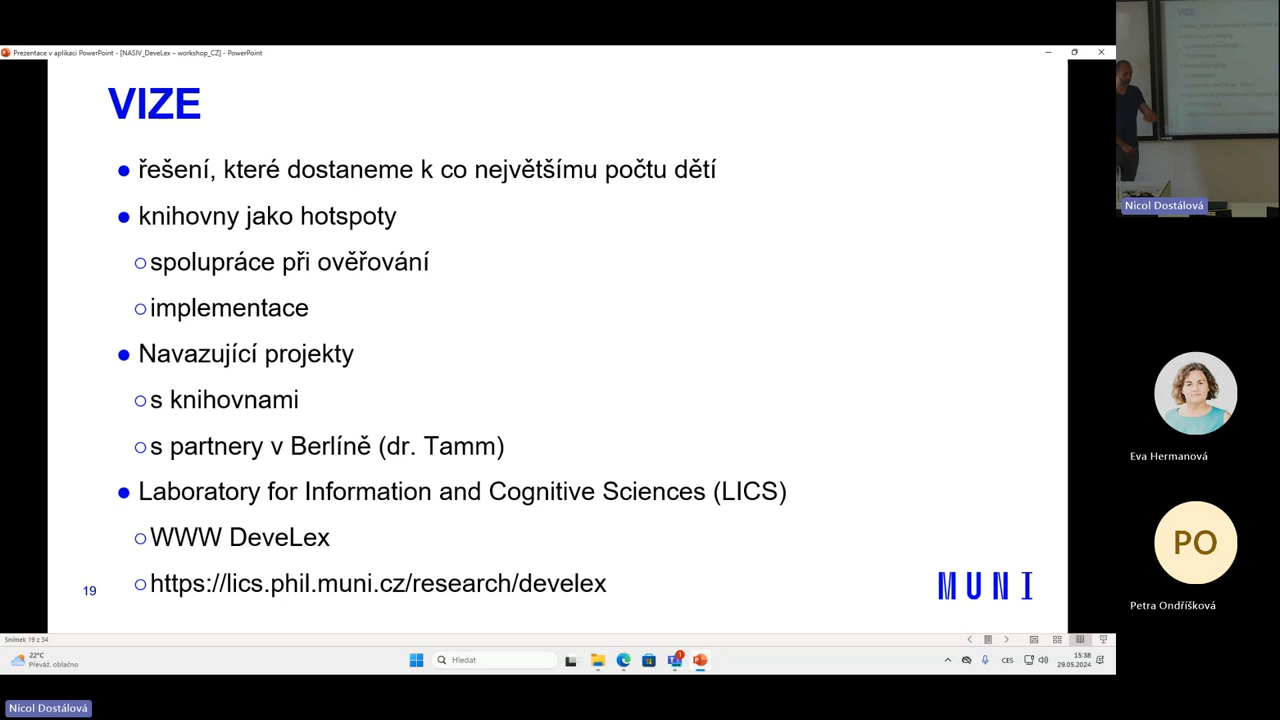 Prezentace v aplikaci PowerPoint - [NASIV_DeveLex – workshop_CZ] - PowerPoint
VIZE
řešení, které dostaneme k co největšímu počtu dětí
knihovny jako hotspoty
spolupráce při ověřování
implementace
Navazující projekty
s knihovnami
s partnery v Berlíně (dr. Tamm)
Laboratory for Information and Cognitive Sciences (LICS)
WWW DeveLex
https://lics.phil.muni.cz/research/develex
19
MUNI
Snímek 19 z 34
22°C
Převáž. oblačno
Hledat
1
CES
15:38
29.05.2024
VIZE
Nicol Dostálová
Eva Hermanová
PO
Petra Ondříšková
Nicol Dostálová